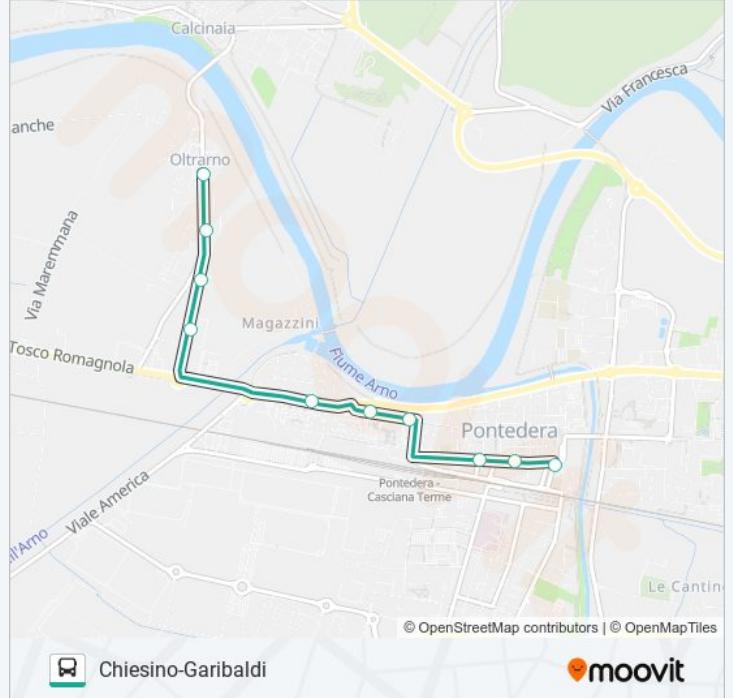 Calcinaia
Via Francesca
anche
Oltrarno
Via Maremmana
Magazzini
Tosco Romagnola
Fiume Arno
Pontedera
Pontedera -
Casciana Terme
Viale America
ll'Arno
Le Cantine
© OpenStreetMap contributors | © OpenMapTiles
Chiesino-Garibaldi
moovit